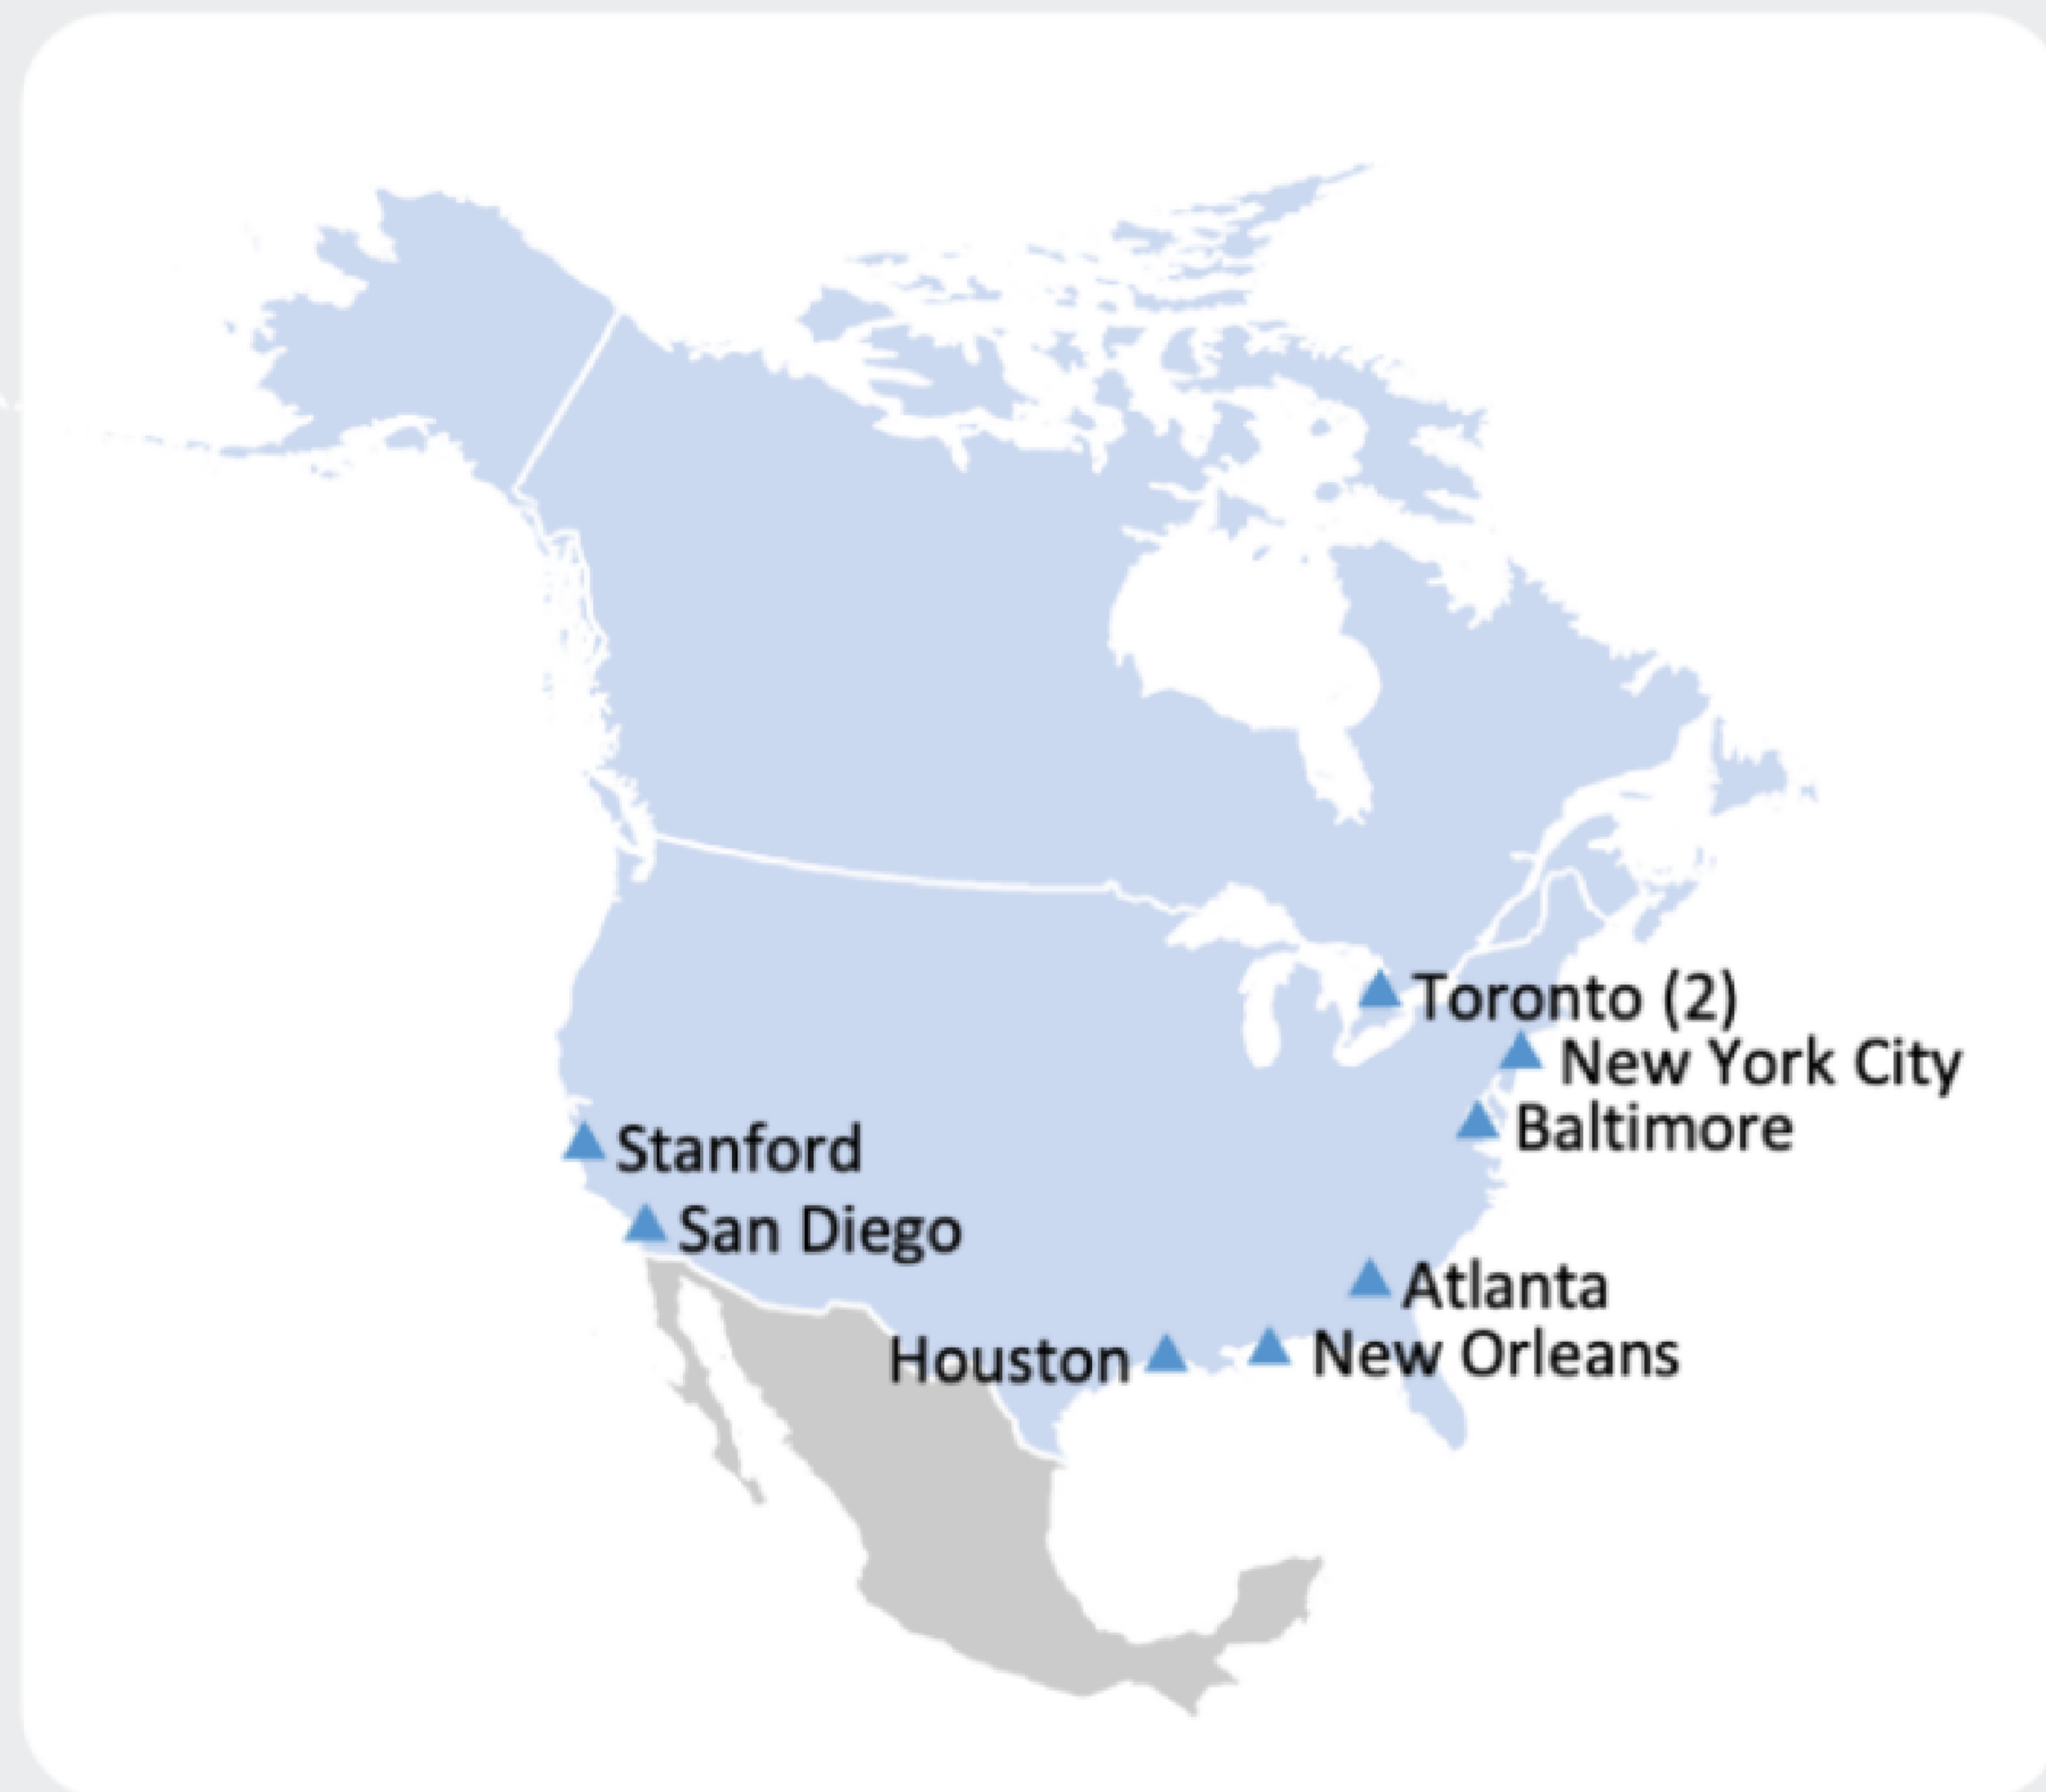 Toronto (2)
New York City
Baltimore
Stanford
San Diego
Atlanta
Houston
New Orleans